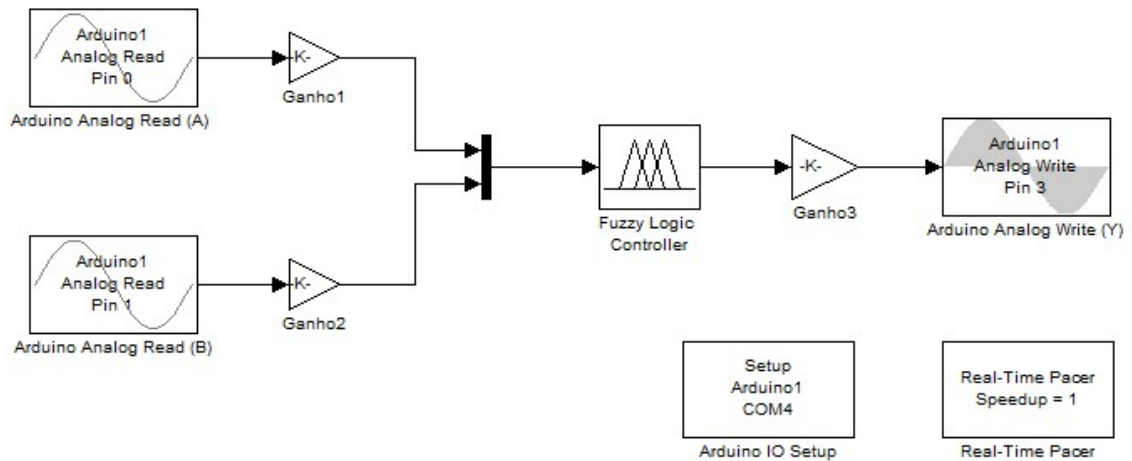 Arduino1
Analog Read
Pin 0
Arduino Analog Read (A)
K-
Ganho1
Arduino1
Analog Read
Pin 1
Arduino Analog Read (B)
K-
Ganho2
Fuzzy Logic
Controller
-K-
Ganho3
Arduino1
Analog Write
Pin 3
Arduino Analog Write (Y)
Setup
Arduino1
COM4
Arduino IO Setup
Real-Time Pacer
Speedup = 1
Real-Time Pacer